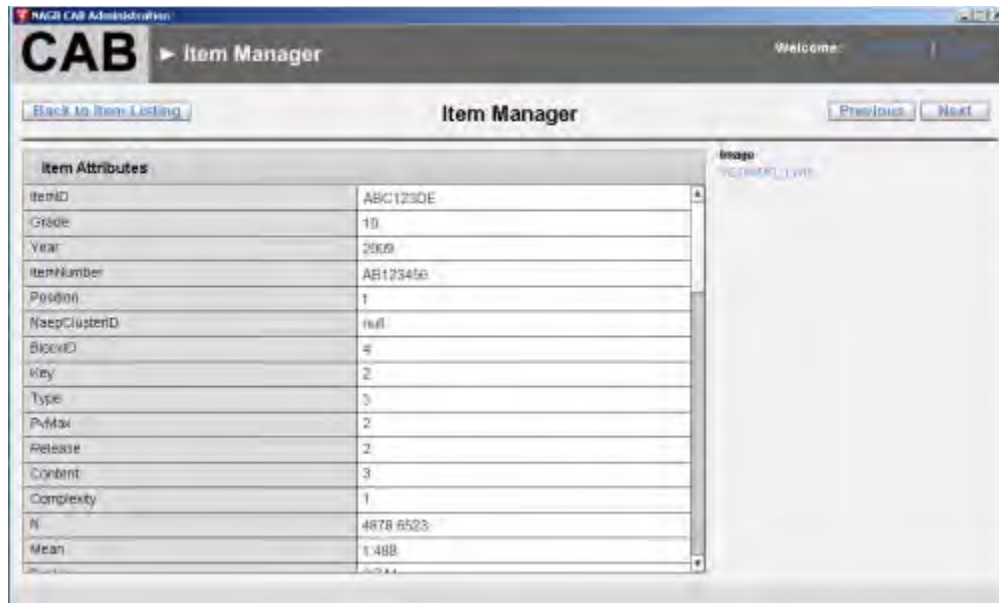 NAGB CAB Administration
CAB ► Item Manager
Welcome: |
Back to Item Listing
Item Manager
Previous
Next
Item Attributes
Image
ItemID ABC123DE
Grade 10
Year 2009
ItemNumber AB123456
Position 1
NaepClusterID null
BlockID 4
Key 2
Type 3
PvMax 2
Release 2
Content 3
Complexity 1
N 4878.6523
Mean 1.488